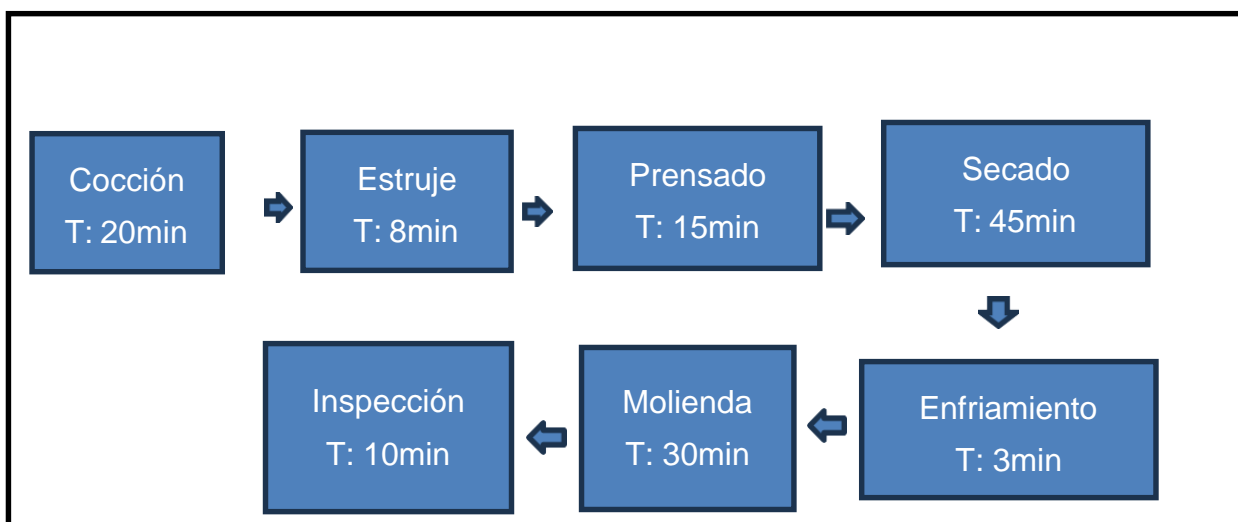 Cocción
T: 20min
Estruje
T: 8min
Prensado
T: 15min
Secado
T: 45min
Enfriamiento
T: 3min
Molienda
T: 30min
Inspección
T: 10min